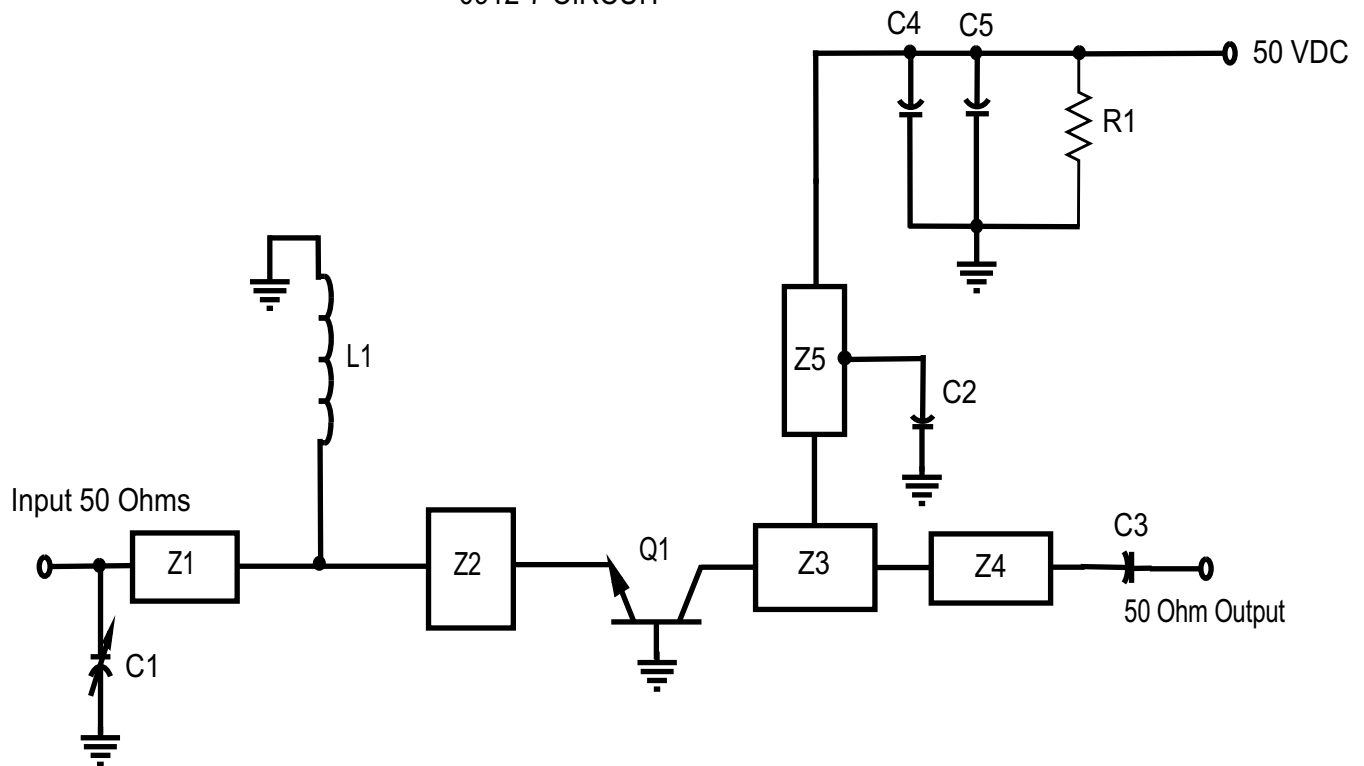 C4 C5
50 VDC
R1
L1
Z5
C2
Input 50 Ohms
Z1
Z2
Q1
Z3
Z4
C3
50 Ohm Output
C1